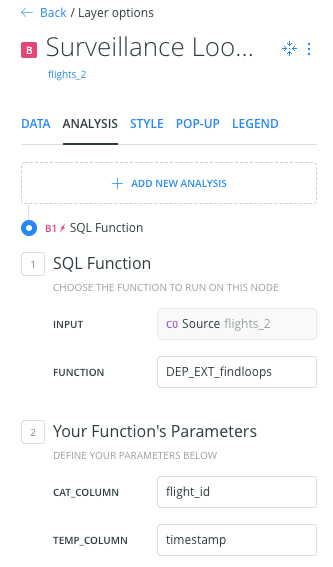 ← Back / Layer options
B Surveillance Loo...
flights_2
DATA ANALYSIS STYLE POP-UP LEGEND
+ ADD NEW ANALYSIS
B1 SQL Function
1 SQL Function
CHOOSE THE FUNCTION TO RUN ON THIS NODE
INPUT C0 Source flights_2
FUNCTION DEP_EXT_findloops
2 Your Function's Parameters
DEFINE YOUR PARAMETERS BELOW
CAT_COLUMN flight_id
TEMP_COLUMN timestamp